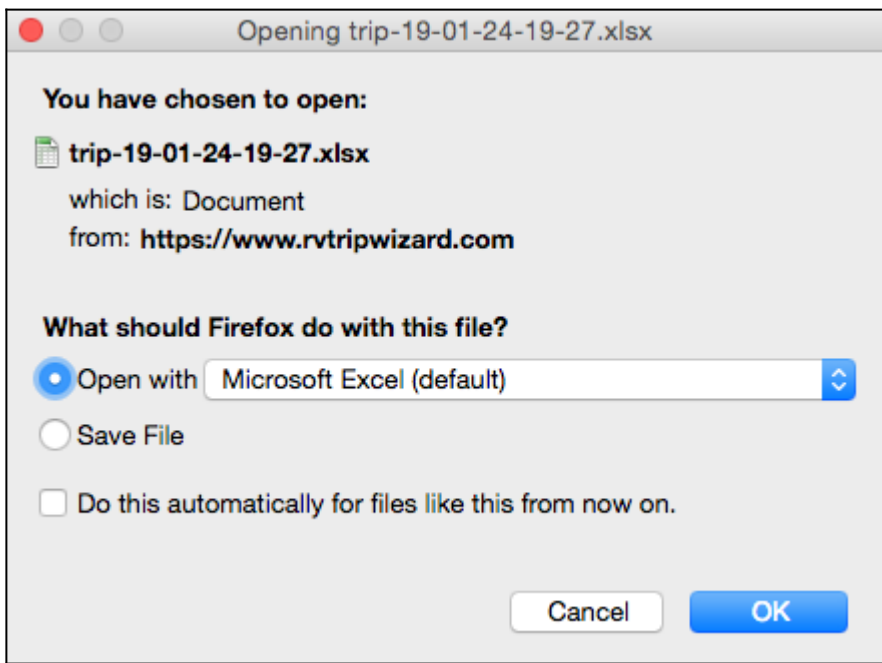 Opening trip-19-01-24-19-27.xlsx
You have chosen to open:
trip-19-01-24-19-27.xlsx
which is: Document
from: https://www.rvtripwizard.com
What should Firefox do with this file?
Open with Microsoft Excel (default)
Save File
Do this automatically for files like this from now on.
Cancel OK